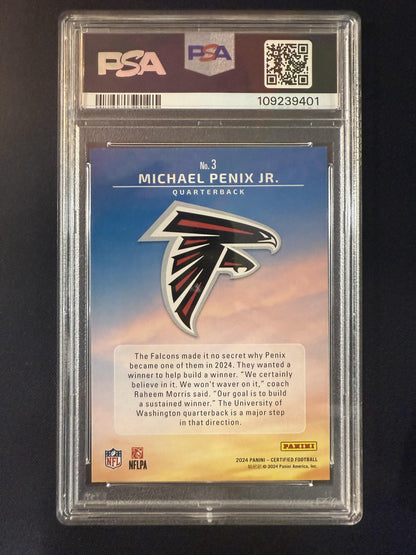 PSA
PSA
109239401
No. 3
MICHAEL PENIX JR.
QUARTERBACK
The Falcons made it no secret why Penix
became one of them in 2024. They wanted a
winner to help build a winner. “We certainly
believe in it. We won’t waver on it,” coach
Raheem Morris said. “Our goal is to build
a sustained winner.” The University of
Washington quarterback is a major step
in that direction.
NFL
NFLPA
PANINI
2024 PANINI - CERTIFIED FOOTBALL
© 2024 Panini America, Inc.